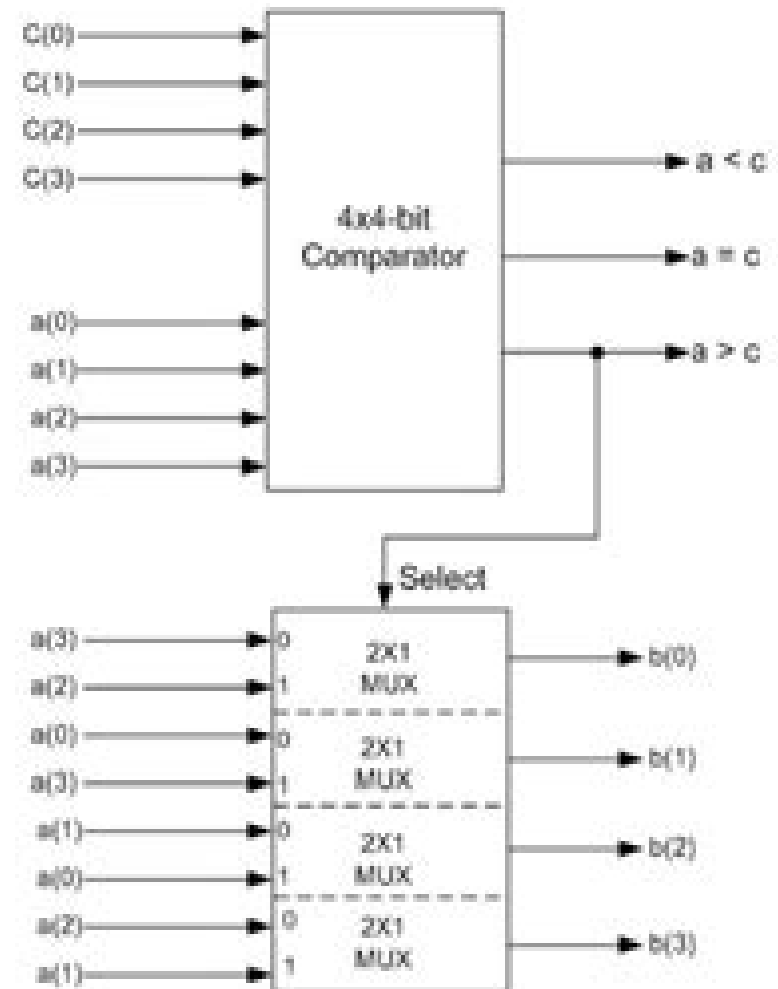 C(0)
C(1)
C(2)
C(3)
a(0)
a(1)
a(2)
a(3)
4x4-bit
Comparator
a < c
a = c
a > c
Select
a(3)
0
a(2)
1
2X1
MUX
b(0)
a(0)
0
a(3)
1
2X1
MUX
b(1)
a(1)
0
a(0)
1
2X1
MUX
b(2)
a(2)
0
a(1)
1
2X1
MUX
b(3)